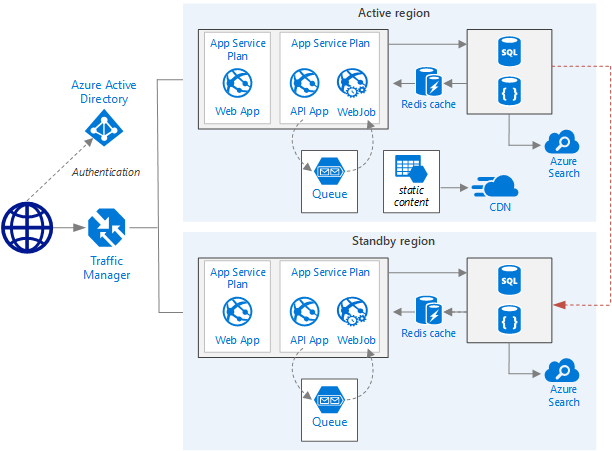 Active region
App Service
Plan
Web App
App Service Plan
API App
WebJob
SQL
{ }
Redis cache
Azure
Search
Queue
static
content
CDN
Azure Active
Directory
Authentication
Traffic
Manager
Standby region
App Service
Plan
Web App
App Service Plan
API App
WebJob
SQL
{ }
Redis cache
Azure
Search
Queue